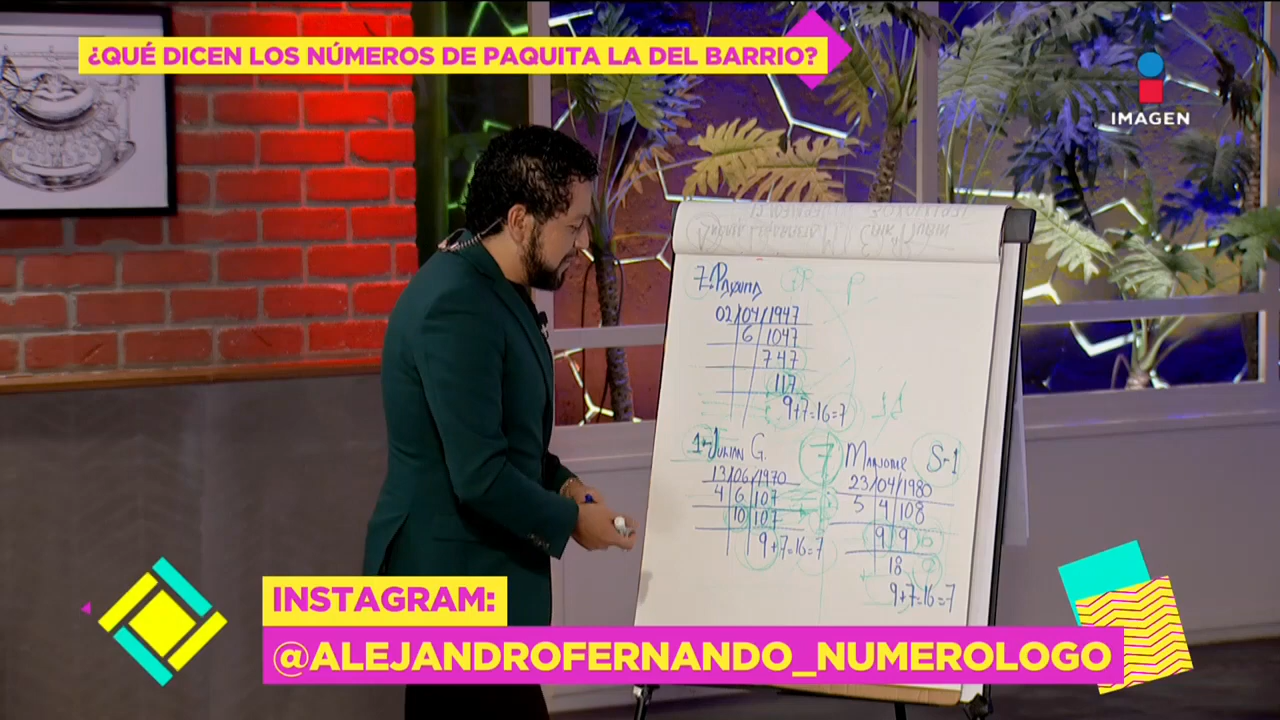 ¿QUÉ DICEN LOS NÚMEROS DE PAQUITA LA DEL BARRIO?
IMAGEN
ERIK RUBIN
7. PAQUITA
P
02/04/1947
6 1047
747
117
9+7=16=7
1- JULIAN G.
13/06/1970
4 6 107
10 107
9+7=16=7
7
MARJORIE S-1
23/04/1980
5 4 108
9 9
18
9+7=16=7
INSTAGRAM:
@ALEJANDROFERNANDO_NUMEROLOGO